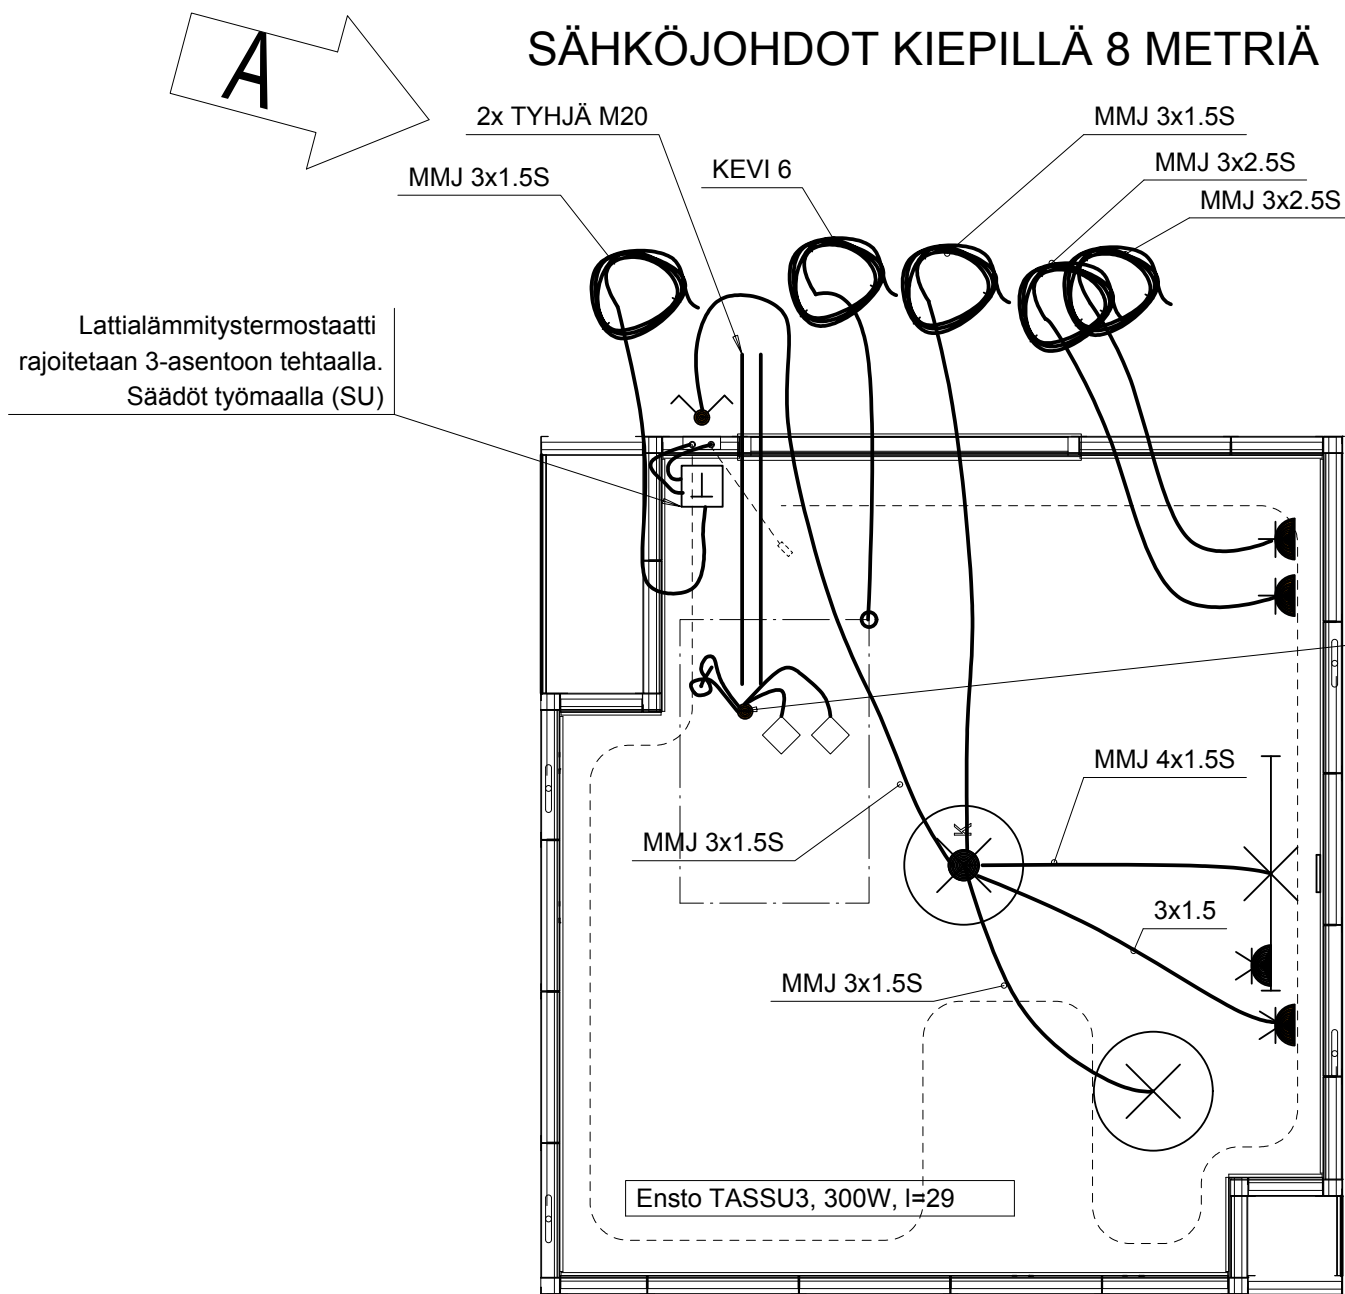 A
SÄHKÖJOHDOT KIEPILLÄ 8 METRIÄ
2x TYHJÄ M20
MMJ 3x1.5S
MMJ 3x1.5S
KEVI 6
MMJ 3x2.5S
MMJ 3x2.5S
Lattialämmitystermostaatti
rajoitetaan 3-asentoon tehtaalla.
Säädöt työmaalla (SU)
MMJ 4x1.5S
MMJ 3x1.5S
K
3x1.5
MMJ 3x1.5S
Ensto TASSU3, 300W, l=29